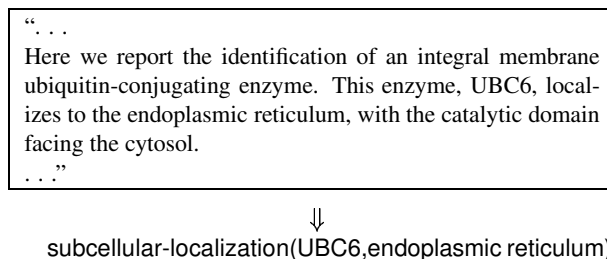 “. . .
Here we report the identification of an integral membrane
ubiquitin-conjugating enzyme. This enzyme, UBC6, local-
izes to the endoplasmic reticulum, with the catalytic domain
facing the cytosol.
. . .”
⇓
subcellular-localization(UBC6,endoplasmic reticulum)